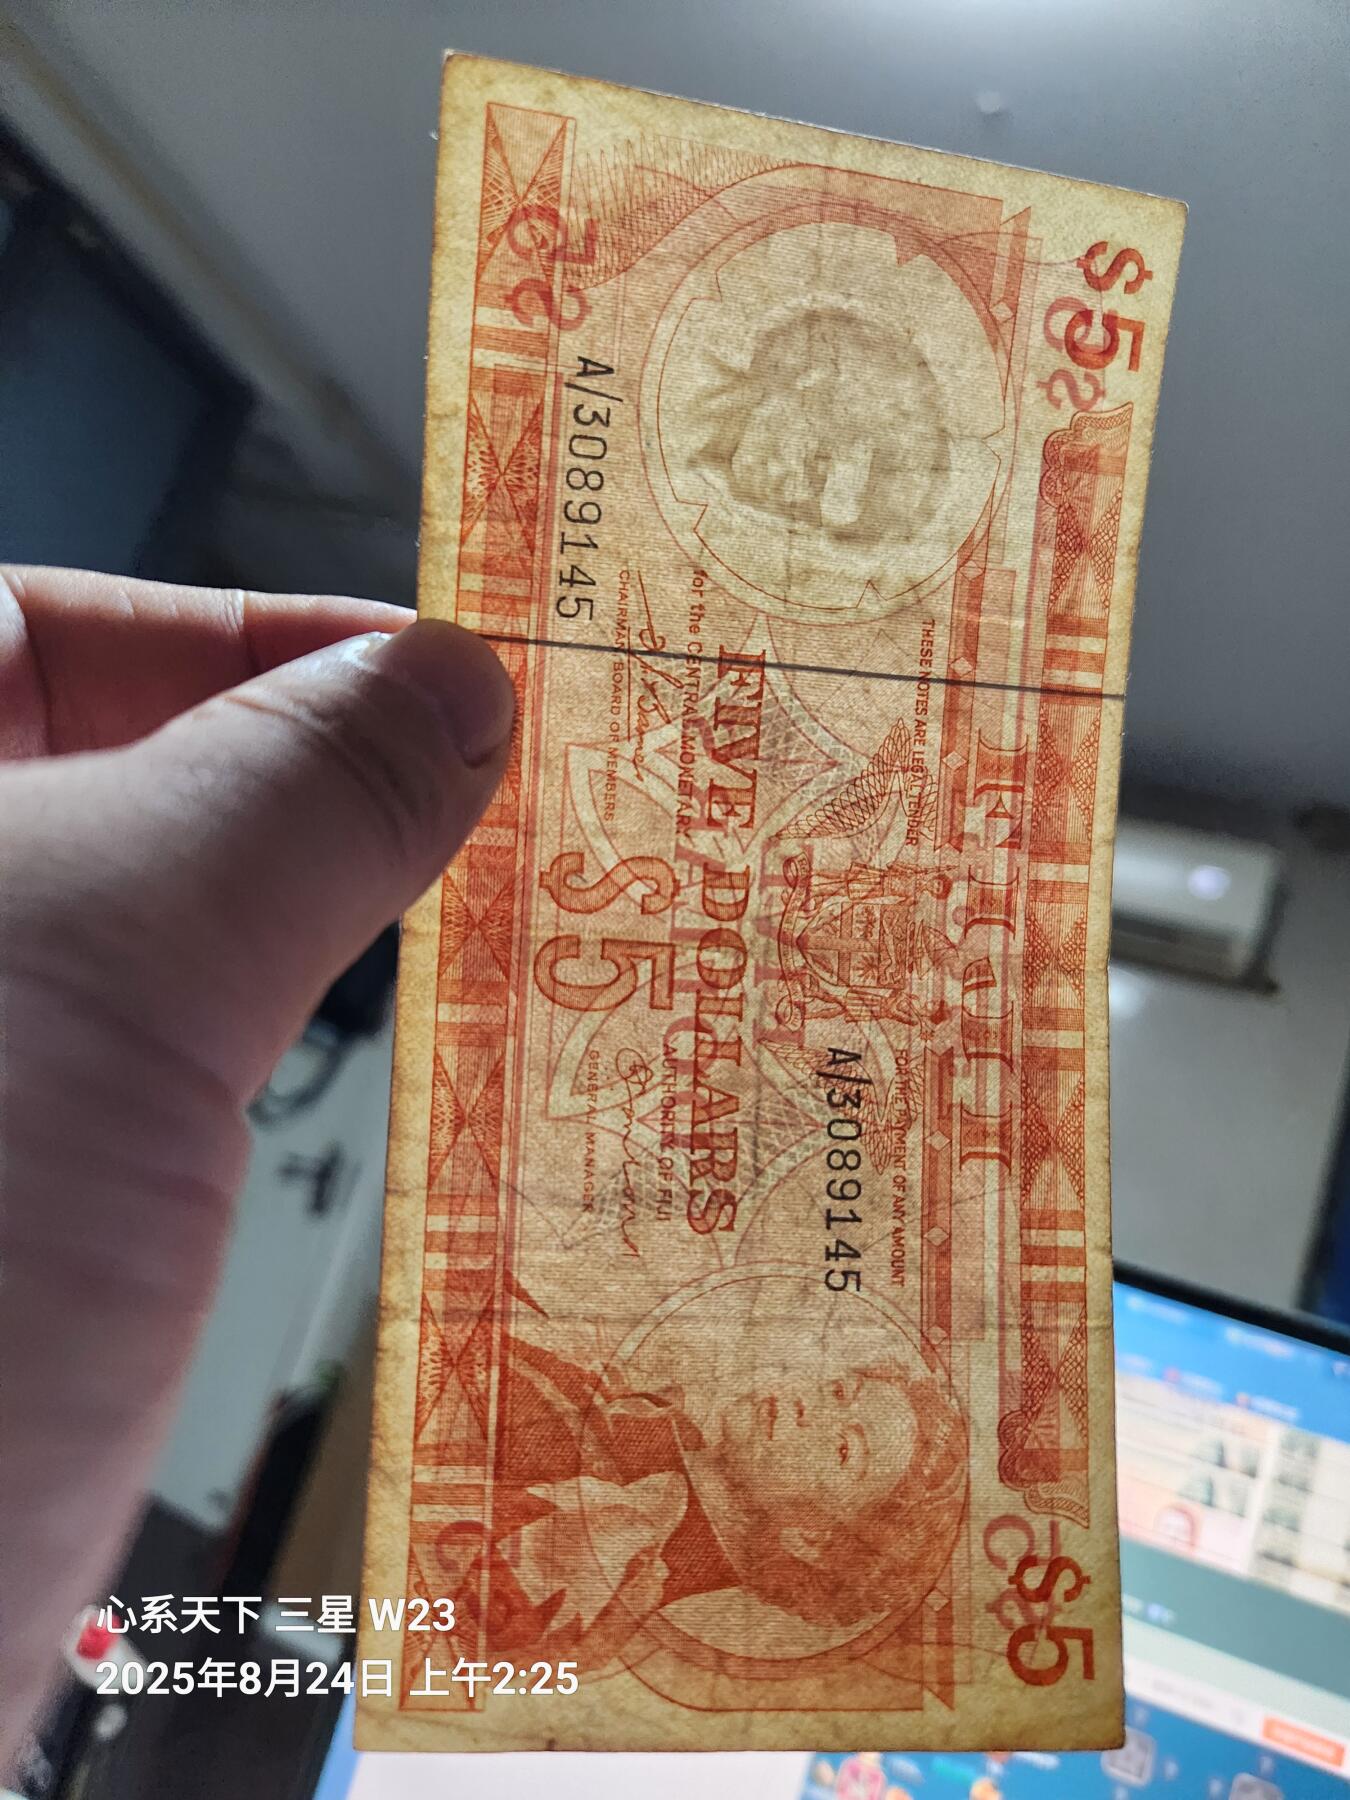 $5
$5
FIJI
THESE NOTES ARE LEGAL TENDER
FOR THE PAYMENT OF ANY AMOUNT
A/3089145
FIVE DOLLARS
for the CENTRAL MONETARY
AUTHORITY OF FIJI
CHAIRMAN BOARD OF MEMBERS
GENERAL MANAGER
A/3089145
$5
心系天下 三星 W23
2025年8月24日 上午2:25